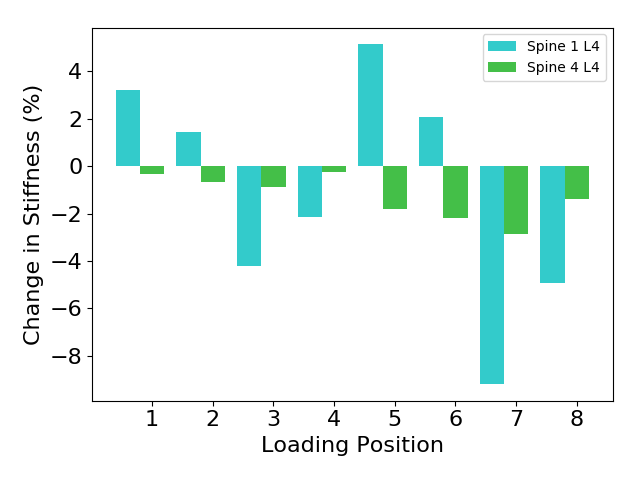 Spine 1 L4
Spine 4 L4
Change in Stiffness (%)
4
2
0
−2
−4
−6
−8
1 2 3 4 5 6 7 8
Loading Position